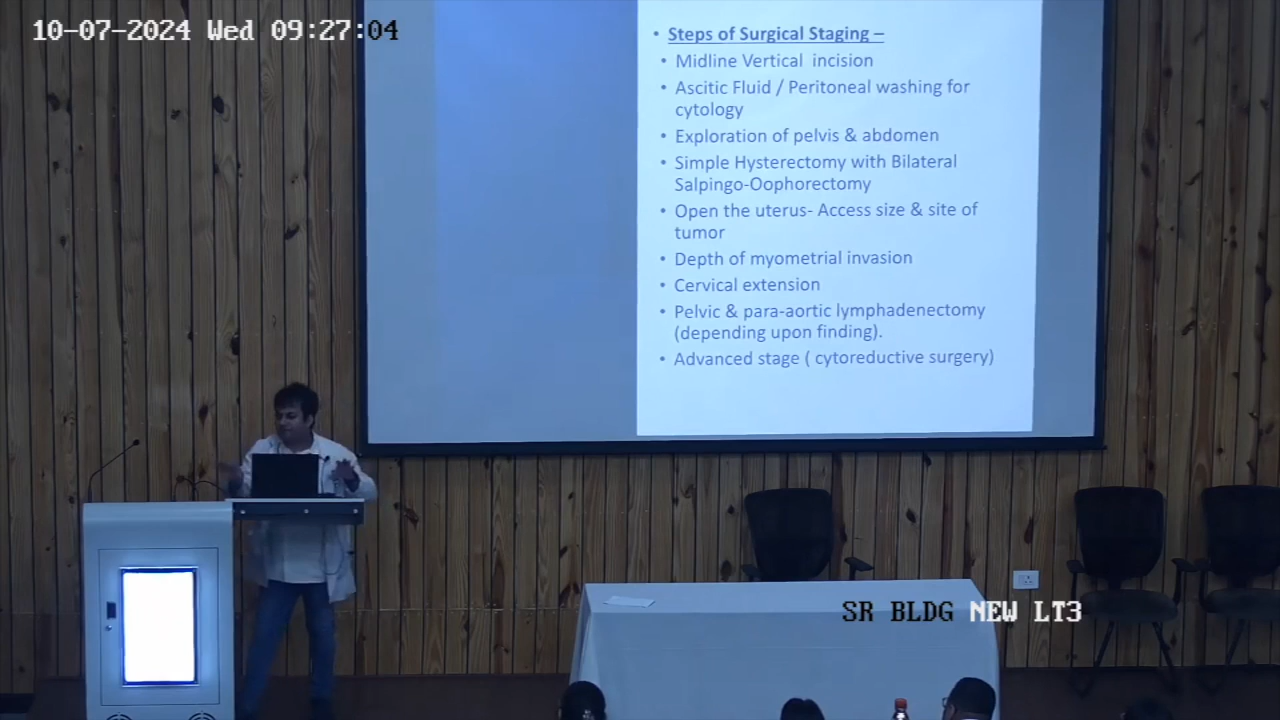 10-07-2024 Wed 09:27:04
• Steps of Surgical Staging –
• Midline Vertical incision
• Ascitic Fluid / Peritoneal washing for
cytology
• Exploration of pelvis & abdomen
• Simple Hysterectomy with Bilateral
Salpingo-Oophorectomy
• Open the uterus- Access size & site of
tumor
• Depth of myometrial invasion
• Cervical extension
• Pelvic & para-aortic lymphadenectomy
(depending upon finding).
• Advanced stage ( cytoreductive surgery)
SR BLDG NEW LT3